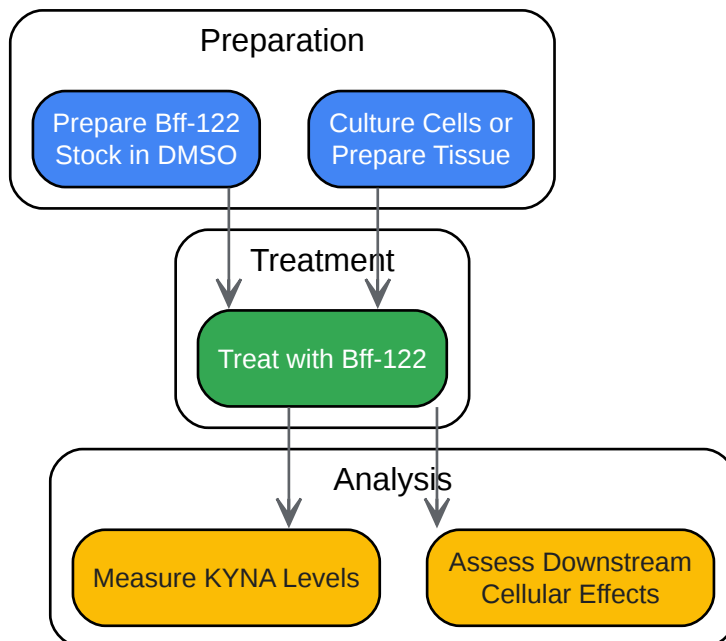 Preparation
Prepare Bff-122
Stock in DMSO
Culture Cells or
Prepare Tissue
Treatment
Treat with Bff-122
Analysis
Measure KYNA Levels
Assess Downstream
Cellular Effects